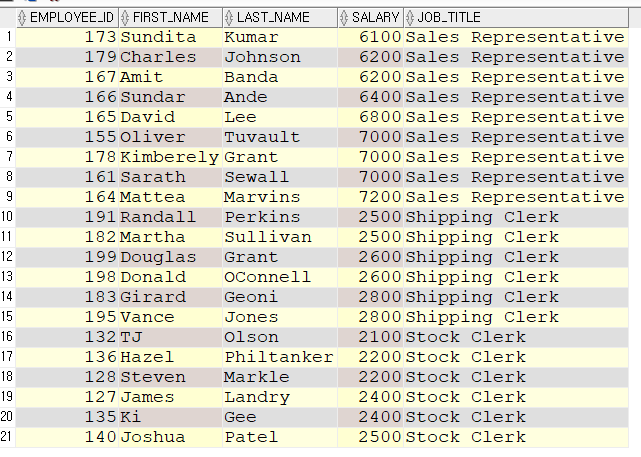 EMPLOYEE_ID FIRST_NAME LAST_NAME SALARY JOB_TITLE
1 173 Sundita Kumar 6100 Sales Representative
2 179 Charles Johnson 6200 Sales Representative
3 167 Amit Banda 6200 Sales Representative
4 166 Sundar Ande 6400 Sales Representative
5 165 David Lee 6800 Sales Representative
6 155 Oliver Tuvault 7000 Sales Representative
7 178 Kimberely Grant 7000 Sales Representative
8 161 Sarath Sewall 7000 Sales Representative
9 164 Mattea Marvins 7200 Sales Representative
10 191 Randall Perkins 2500 Shipping Clerk
11 182 Martha Sullivan 2500 Shipping Clerk
12 199 Douglas Grant 2600 Shipping Clerk
13 198 Donald OConnell 2600 Shipping Clerk
14 183 Girard Geoni 2800 Shipping Clerk
15 195 Vance Jones 2800 Shipping Clerk
16 132 TJ Olson 2100 Stock Clerk
17 136 Hazel Philtanker 2200 Stock Clerk
18 128 Steven Markle 2200 Stock Clerk
19 127 James Landry 2400 Stock Clerk
20 135 Ki Gee 2400 Stock Clerk
21 140 Joshua Patel 2500 Stock Clerk